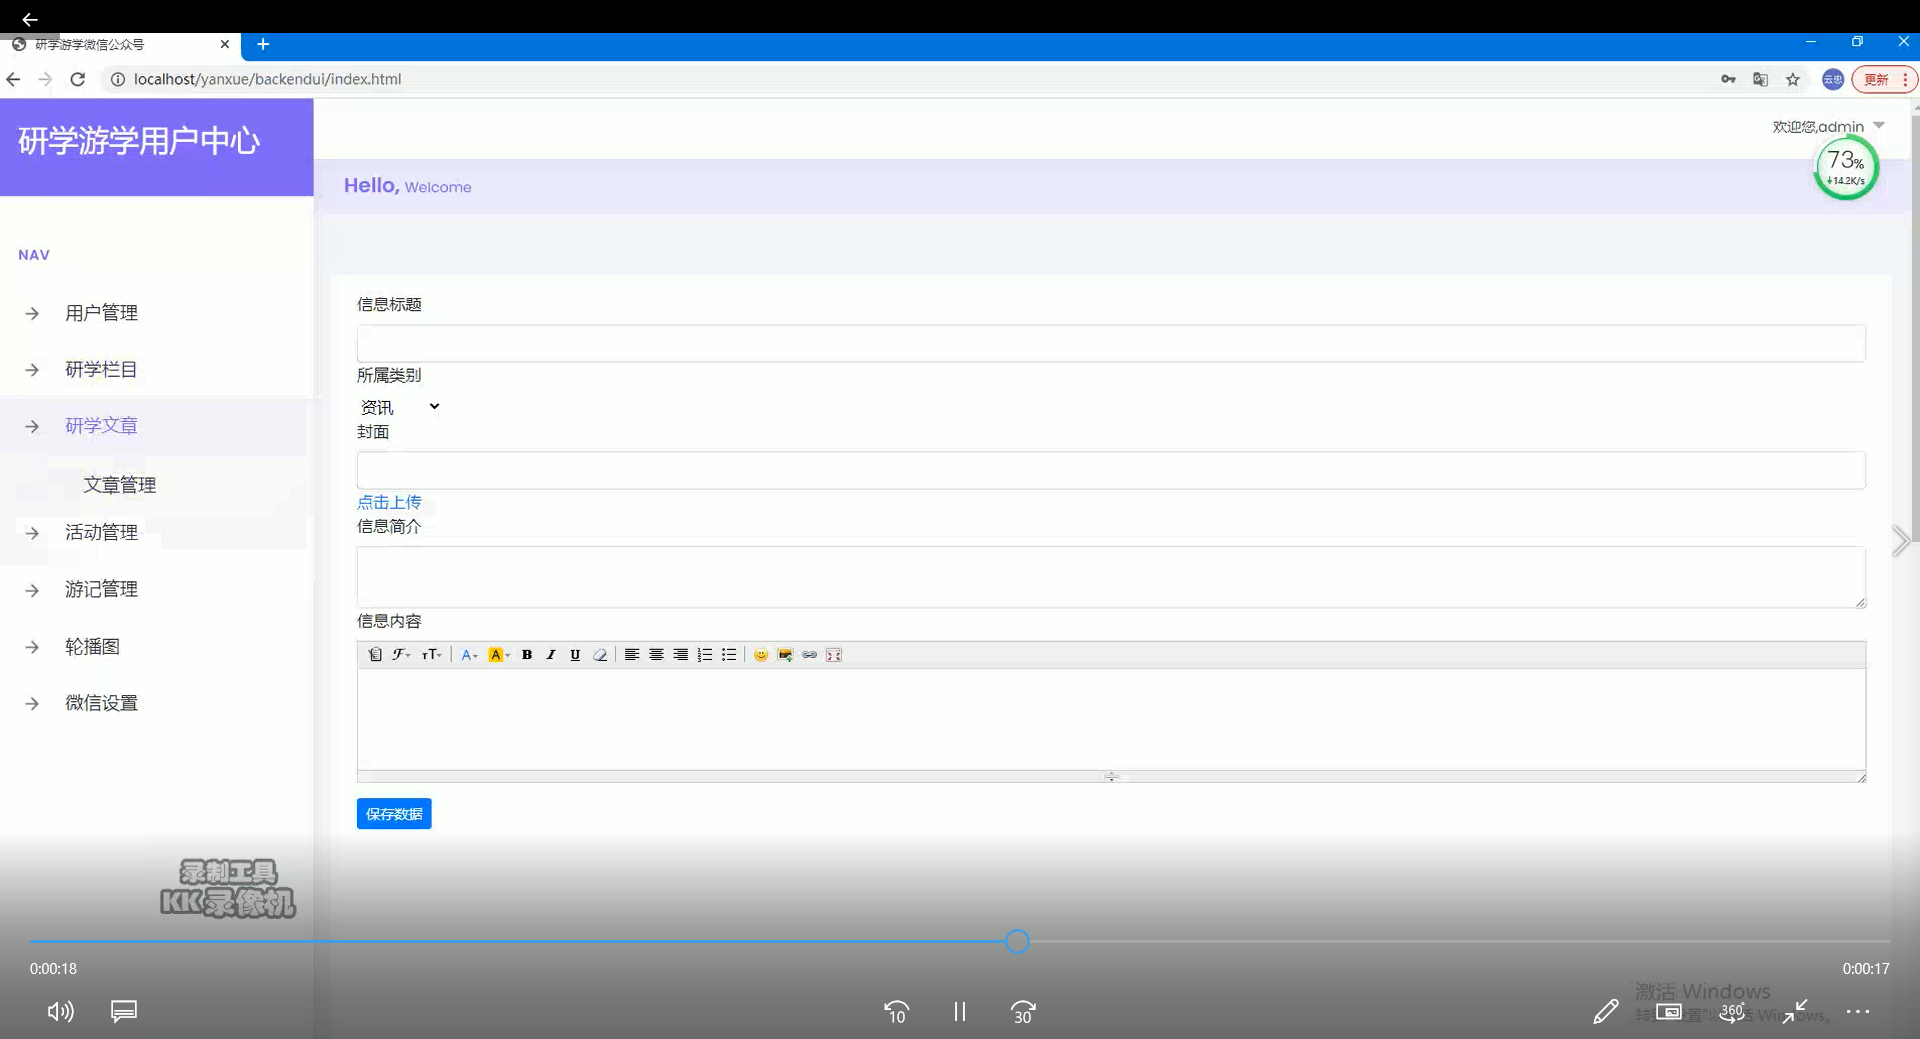 研学游学微信公众号
localhost/yanxue/backendui/index.html
云忠
更新
研学游学用户中心
欢迎您,admin
73%
14.2K/s
Hello, Welcome
NAV
用户管理
研学栏目
研学文章
文章管理
活动管理
游记管理
轮播图
微信设置
信息标题
所属类别
资讯
封面
点击上传
信息简介
信息内容
保存数据
录制工具
KK录像机
0:00:18
0:00:17
10
30
360
激活 Windows